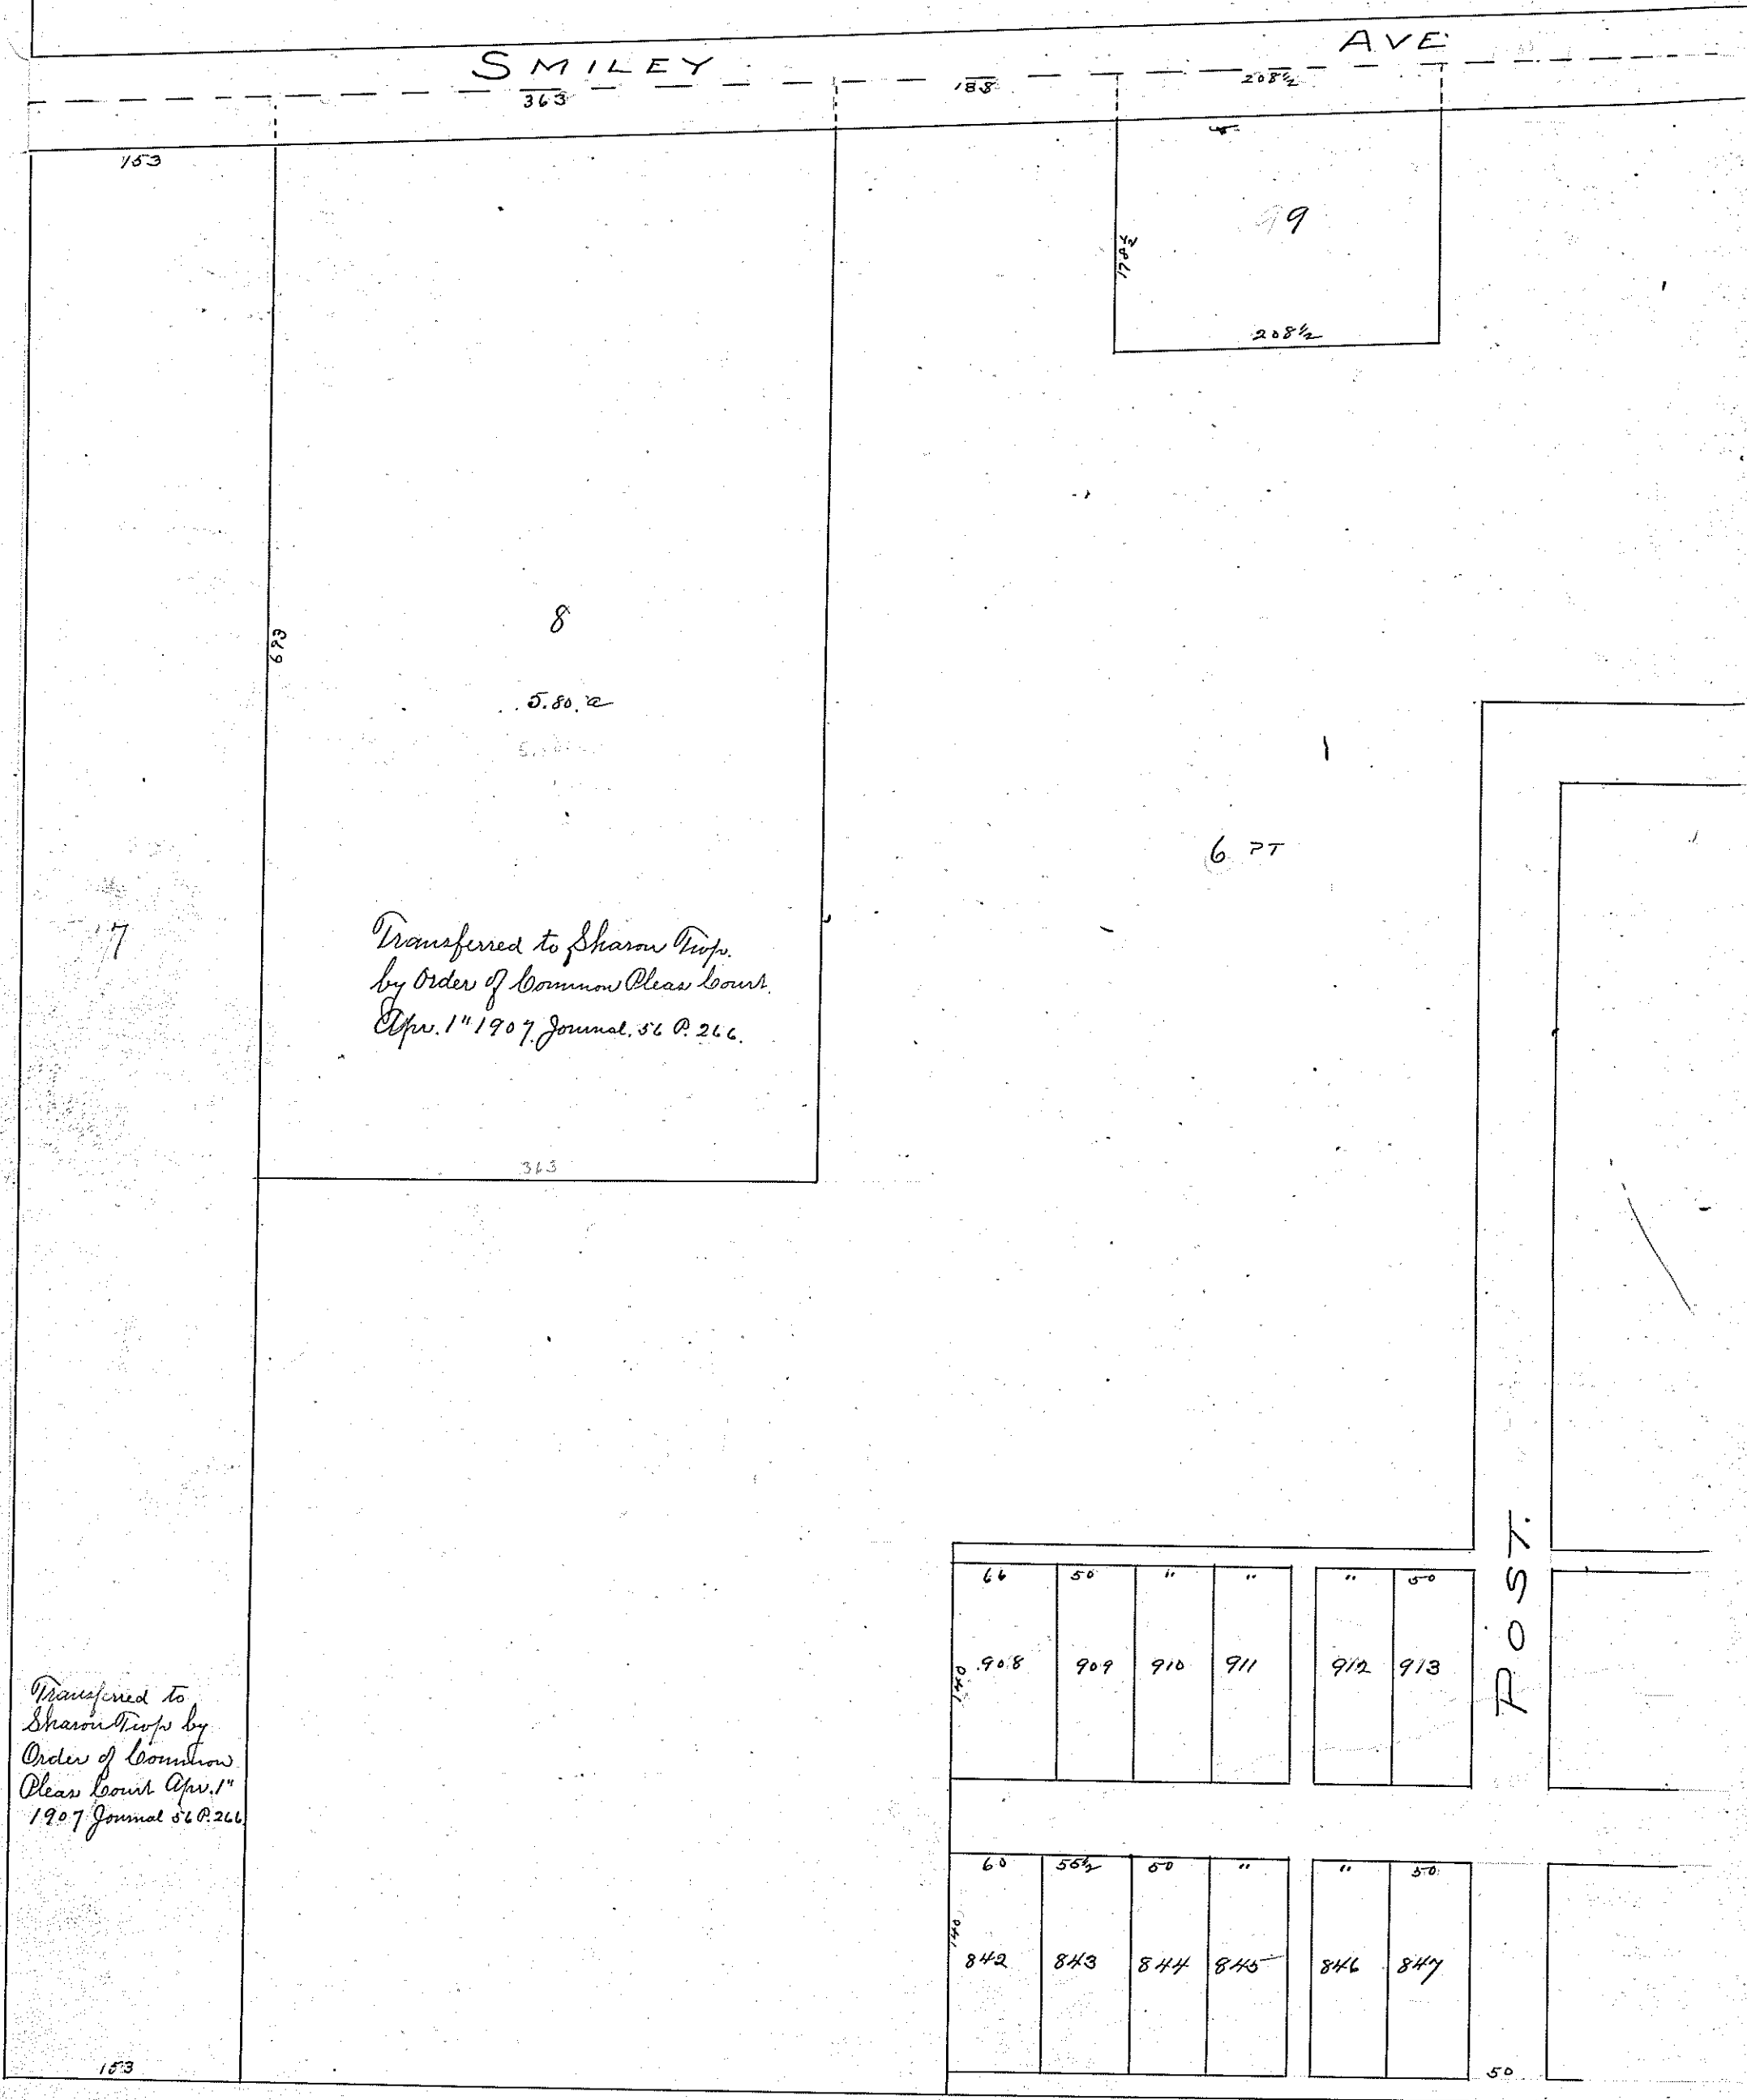 SMILEY AVE
363 188 208½
153
99
178½
208½
8
693
5.80 a
6 PT
17
Transferred to Sharon Twp.
by Order of Common Pleas Court.
Apr. 1" 1907 Journal. 56 P. 266.
363
POST.
66 50 " " " 50
140
908 909 910 911 912 913
Transferred to
Sharon Twp by
Order of Common
Pleas Court Apr. 1"
1907 Journal 56 P. 266
60 55½ 50 " " 50
140
842 843 844 845 846 847
153
50